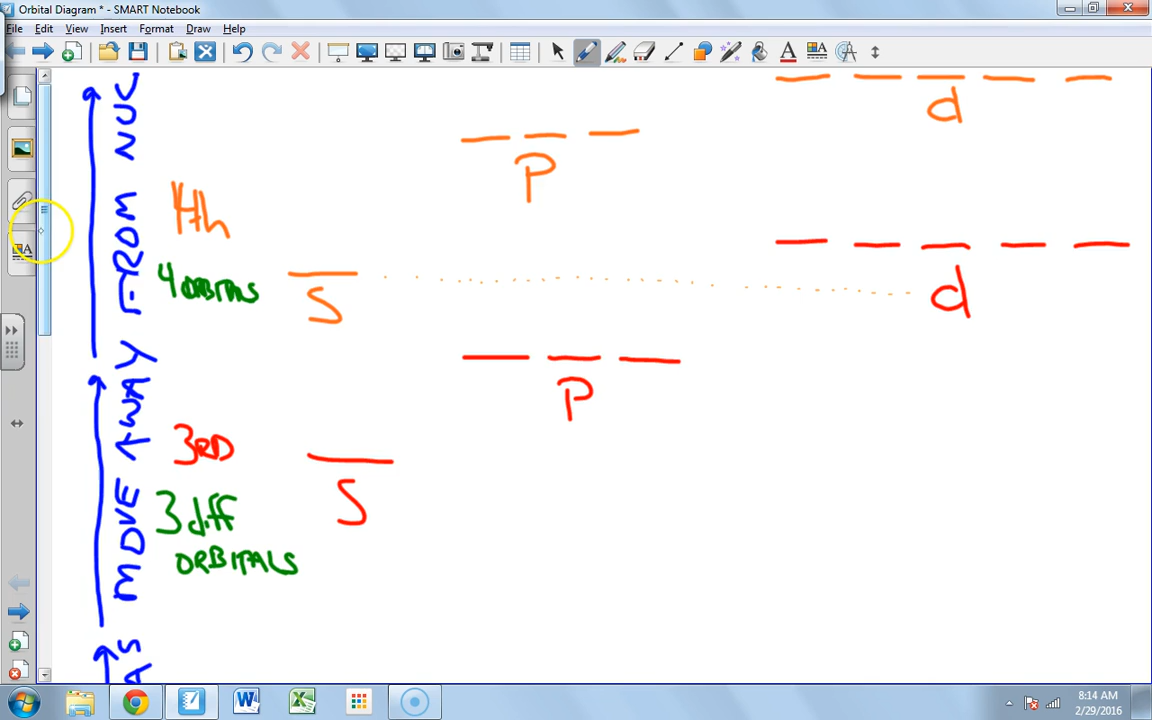 Orbital Diagram * - SMART Notebook
File Edit View Insert Format Draw Help
d
P
4th
4 ORBITALS
S
d
P
3RD
S
3 diff
ORBITALS
AS MOVE AWAY FROM NUC
8:14 AM
2/29/2016